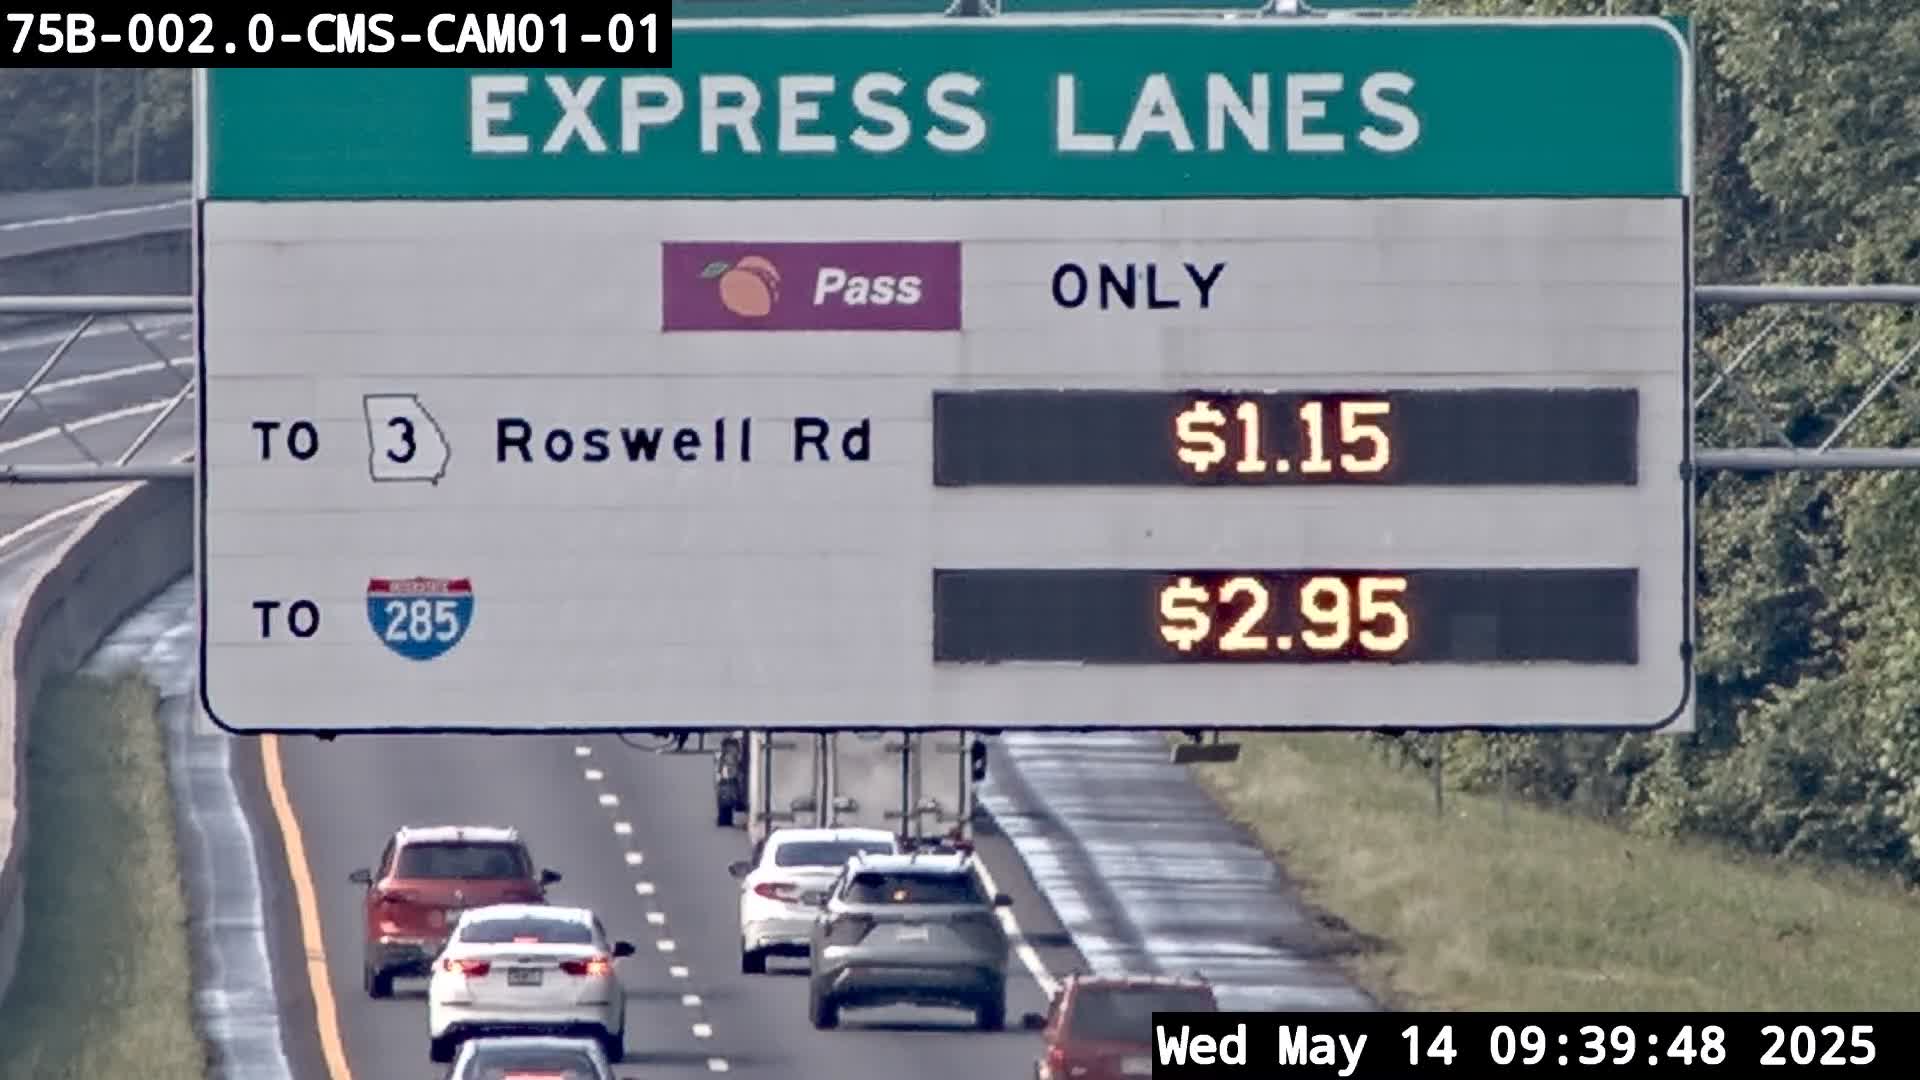 75B-002.0-CMS-CAM01-01
EXPRESS LANES
Pass ONLY
TO 3 Roswell Rd $1.15
TO 285 $2.95
Wed May 14 09:39:48 2025